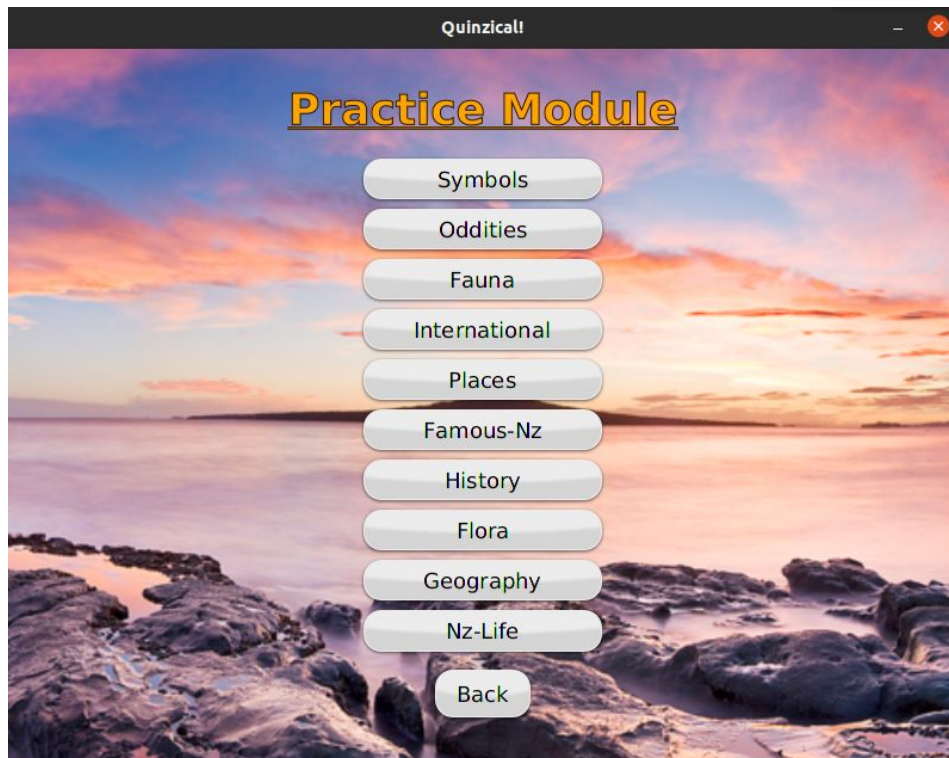 Quinzical!
Practice Module
Symbols
Oddities
Fauna
International
Places
Famous-Nz
History
Flora
Geography
Nz-Life
Back